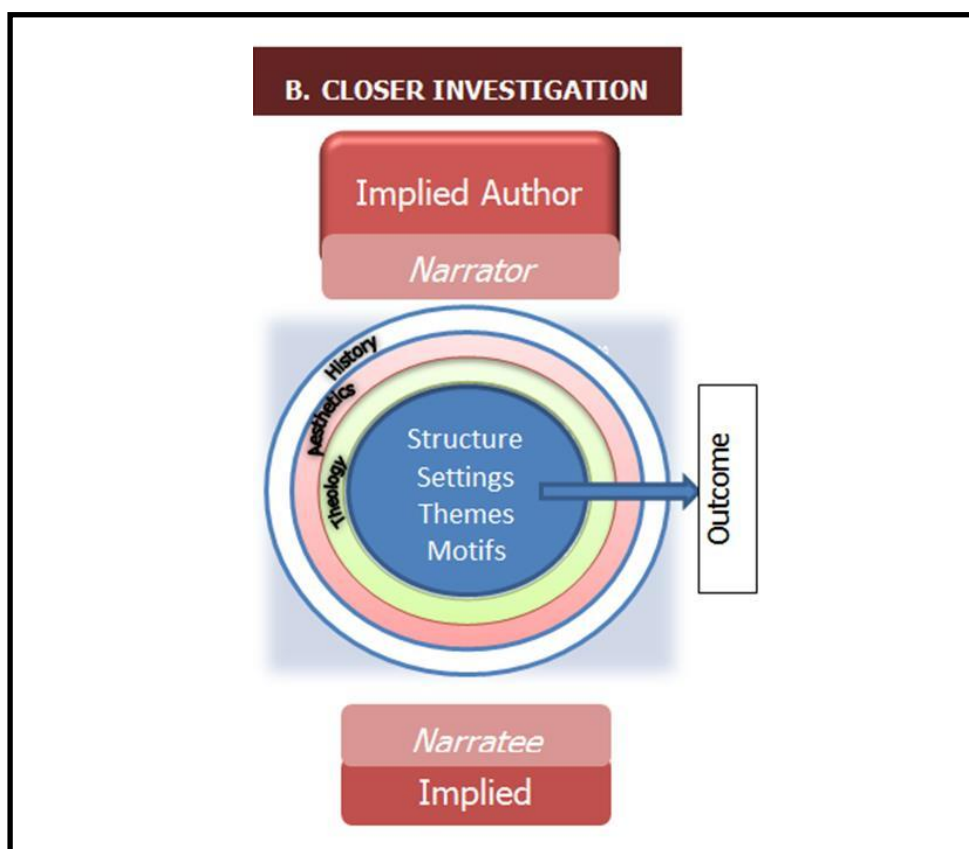 B. CLOSER INVESTIGATION
Implied Author
Narrator
History
Aesthetics
Theology
Structure
Settings
Themes
Motifs
Outcome
Narratee
Implied